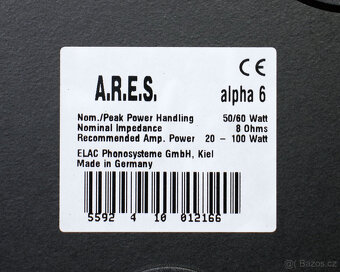 CE
A.R.E.S. alpha 6
Nom./Peak Power Handling 50/60 Watt
Nominal Impedance 8 Ohms
Recommended Amp. Power 20 - 100 Watt
ELAC Phonosysteme GmbH, Kiel
Made in Germany
5592 4 10 012166
© Bazos.cz